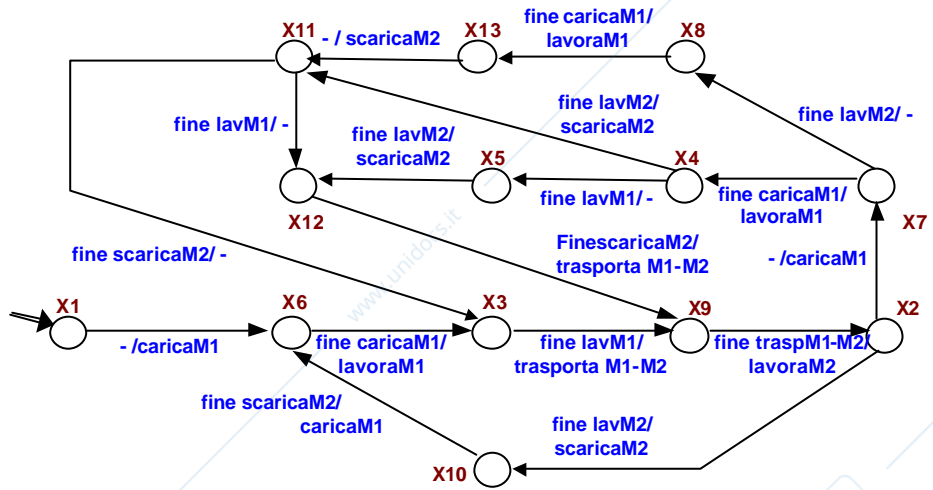 X11
- / scaricaM2
X13
fine caricaM1/
lavoraM1
X8
fine lavM1/ -
fine lavM2/
scaricaM2
X5
fine lavM2/
scaricaM2
X4
fine lavM2/ -
fine lavM1/ -
fine caricaM1/
lavoraM1
X7
X12
www.unidocs.it
fine scaricaM2/ -
FinescaricaM2/
trasporta M1-M2
- /caricaM1
X1
X6
X3
X9
X2
- /caricaM1
fine caricaM1/
lavoraM1
fine lavM1/
trasporta M1-M2
fine traspM1-M2/
lavoraM2
fine scaricaM2/
caricaM1
fine lavM2/
scaricaM2
X10